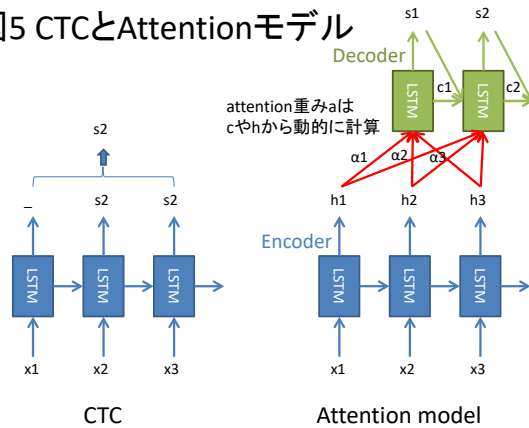 図5 CTCとAttentionモデル
s1 s2
Decoder
LSTM c1 LSTM c2
attention重みaは
cやhから動的に計算
α1 α2 α3
s2
_ s2 s2
h1 h2 h3
Encoder
LSTM LSTM LSTM
LSTM LSTM LSTM
x1 x2 x3
x1 x2 x3
CTC
Attention model